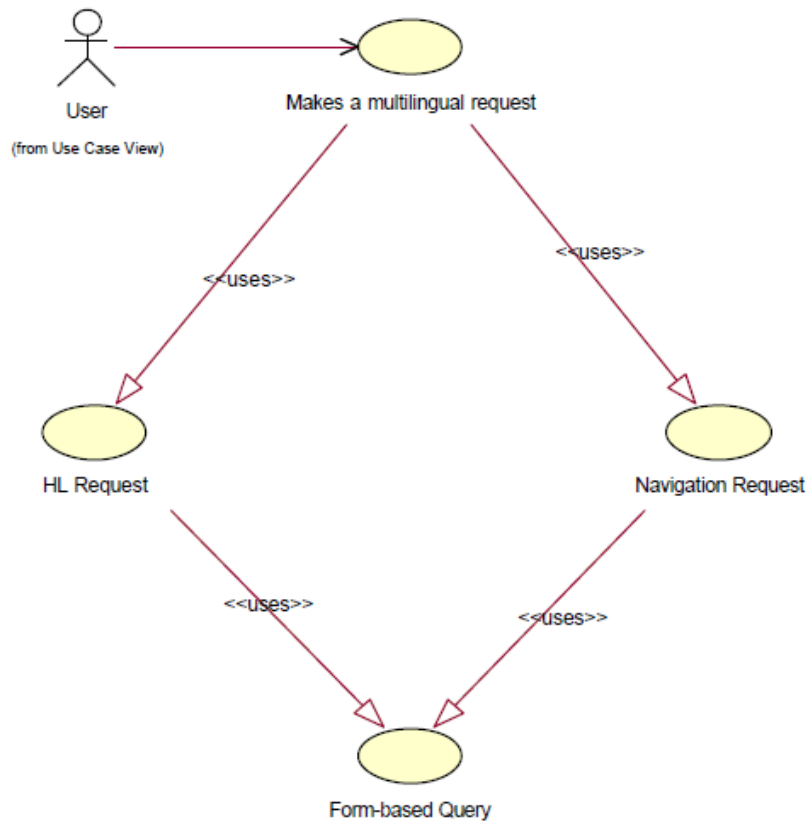 Makes a multilingual request
User
(from Use Case View)
<<uses>>
<<uses>>
HL Request
Navigation Request
<<uses>>
<<uses>>
Form-based Query